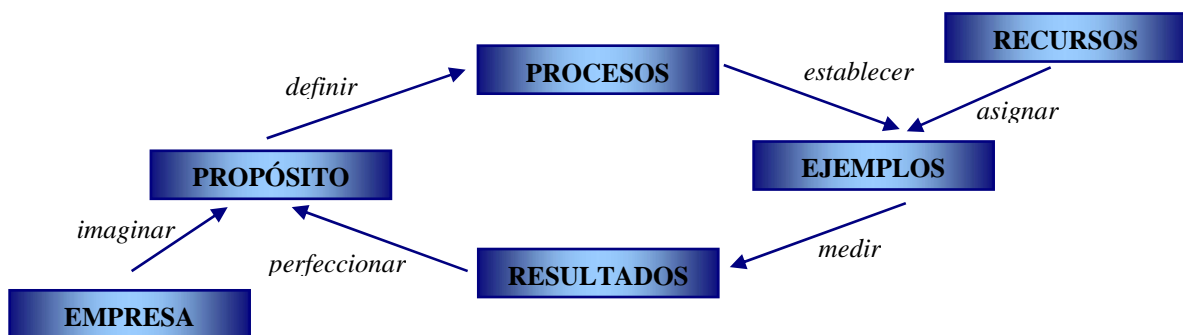 RECURSOS
PROCESOS
establecer
definir
asignar
PROPÓSITO
EJEMPLOS
imaginar
medir
perfeccionar
RESULTADOS
EMPRESA